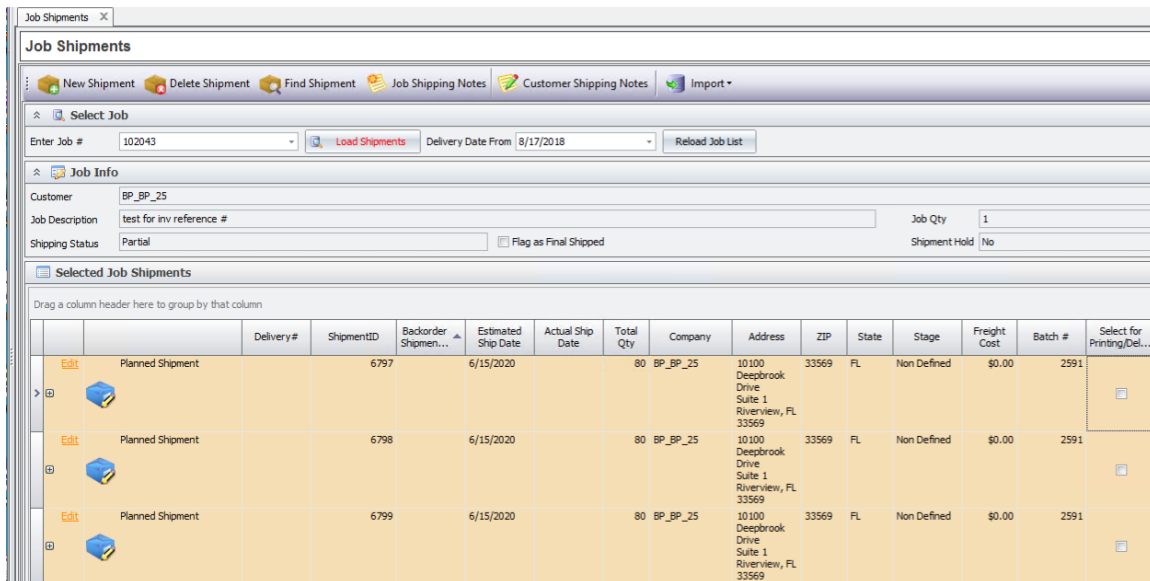 Job Shipments X
Job Shipments
New Shipment Delete Shipment Find Shipment Job Shipping Notes Customer Shipping Notes Import
Select Job
Enter Job # 102043 Load Shipments Delivery Date From 8/17/2018 Reload Job List
Job Info
Customer BP_BP_25
Job Description test for inv reference # Job Qty 1
Shipping Status Partial Flag as Final Shipped Shipment Hold No
Selected Job Shipments
Drag a column header here to group by that column
Delivery# ShipmentID Backorder Shipmen... Estimated Ship Date Actual Ship Date Total Qty Company Address ZIP State Stage Freight Cost Batch # Select for Printing/Del...
Edit Planned Shipment 6797 6/15/2020 80 BP_BP_25 10100 33569 FL Non Defined $0.00 2591
Deepbrook
Drive
Suite 1
Riverview, FL
33569
Edit Planned Shipment 6798 6/15/2020 80 BP_BP_25 10100 33569 FL Non Defined $0.00 2591
Deepbrook
Drive
Suite 1
Riverview, FL
33569
Edit Planned Shipment 6799 6/15/2020 80 BP_BP_25 10100 33569 FL Non Defined $0.00 2591
Deepbrook
Drive
Suite 1
Riverview, FL
33569